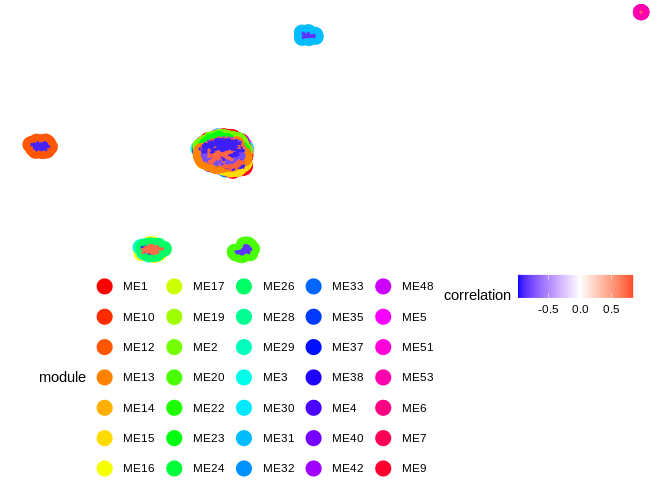 ME1 ME17 ME26 ME33 ME48 correlation
ME10 ME19 ME28 ME35 ME5 -0.5 0.0 0.5
ME12 ME2 ME29 ME37 ME51
module ME13 ME20 ME3 ME38 ME53
ME14 ME22 ME30 ME4 ME6
ME15 ME23 ME31 ME40 ME7
ME16 ME24 ME32 ME42 ME9